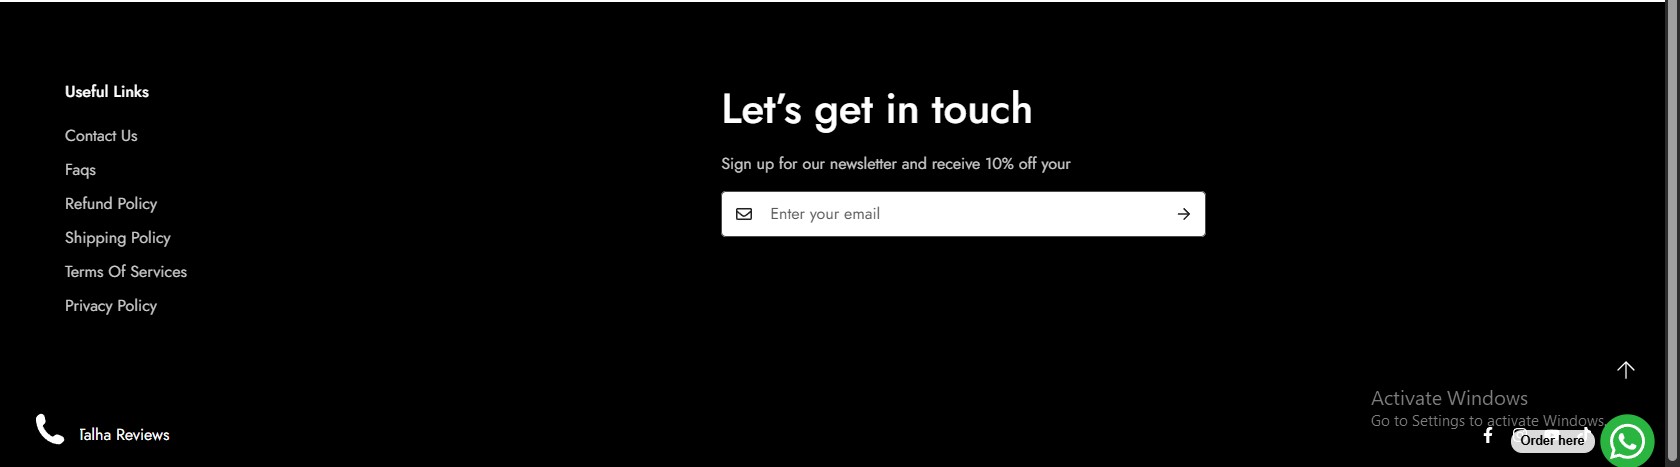 Useful Links
Contact Us
Faqs
Refund Policy
Shipping Policy
Terms Of Services
Privacy Policy
Let's get in touch
Sign up for our newsletter and receive 10% off your
Enter your email
Talha Reviews
Activate Windows
Go to Settings to activate Windows.
Order here